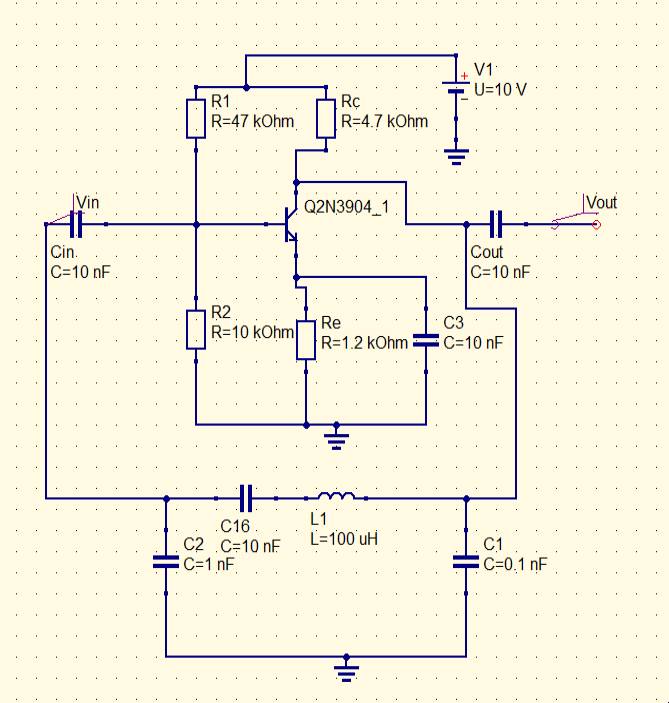 V1
U=10 V
R1
R=47 kOhm
Rc
R=4.7 kOhm
Vin
Q2N3904_1
Vout
Cin
C=10 nF
Cout
C=10 nF
R2
R=10 kOhm
Re
R=1.2 kOhm
C3
C=10 nF
C16
C=10 nF
L1
L=100 uH
C2
C=1 nF
C1
C=0.1 nF